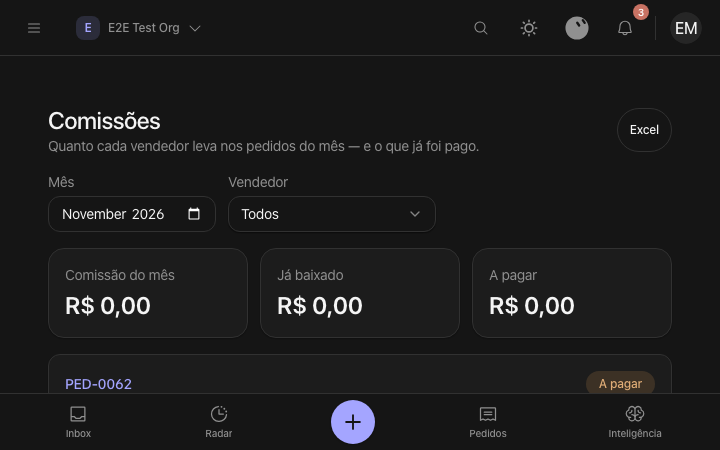 E
E2E Test Org
3
EM
Comissões
Quanto cada vendedor leva nos pedidos do mês — e o que já foi pago.
Excel
Mês
Vendedor
November 2026
Todos
Comissão do mês
R$ 0,00
Já baixado
R$ 0,00
A pagar
R$ 0,00
PED-0062
A pagar
Inbox
Radar
Pedidos
Inteligência